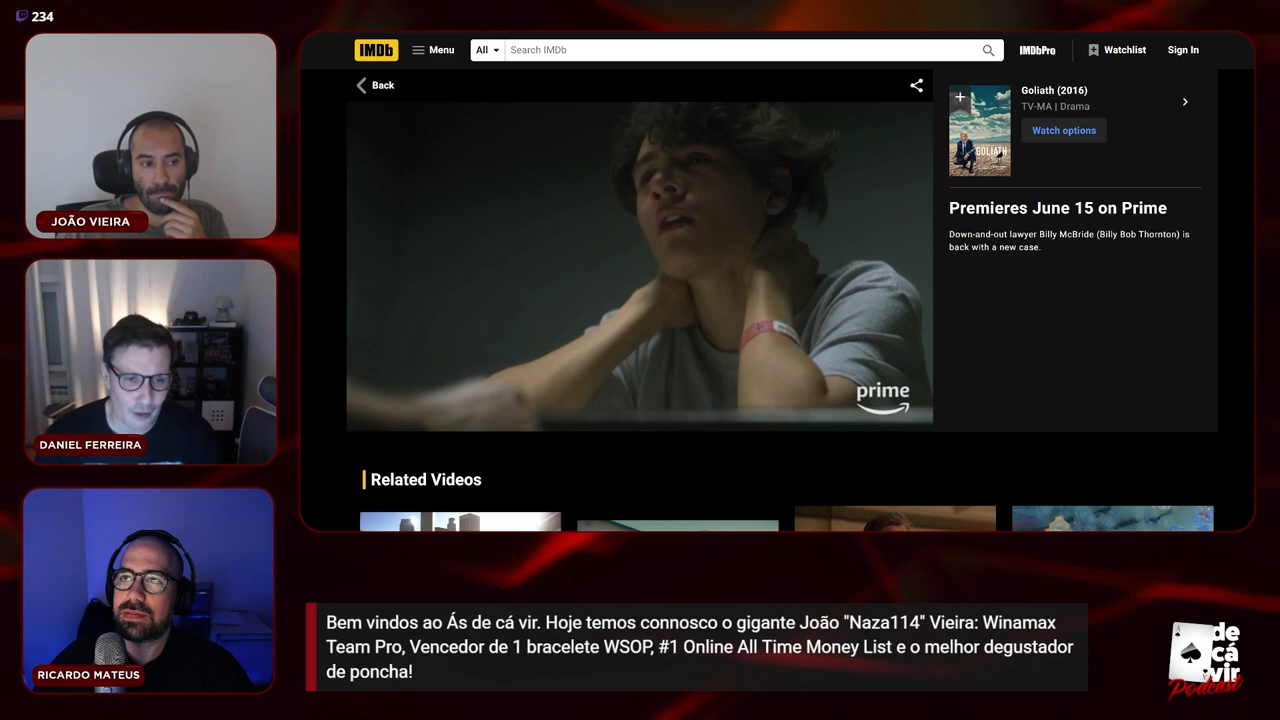 234
JOÃO VIEIRA
DANIEL FERREIRA
RICARDO MATEUS
IMDb
Menu
All
Search IMDb
IMDbPro
Watchlist
Sign In
Back
prime
GOLIATH
Goliath (2016)
TV-MA | Drama
Watch options
Premieres June 15 on Prime
Down-and-out lawyer Billy McBride (Billy Bob Thornton) is
back with a new case.
Related Videos
Bem vindos ao Ás de cá vir. Hoje temos connosco o gigante João "Naza114" Vieira: Winamax
Team Pro, Vencedor de 1 bracelete WSOP, #1 Online All Time Money List e o melhor degustador
de poncha!
de
cá
vir
Podcast